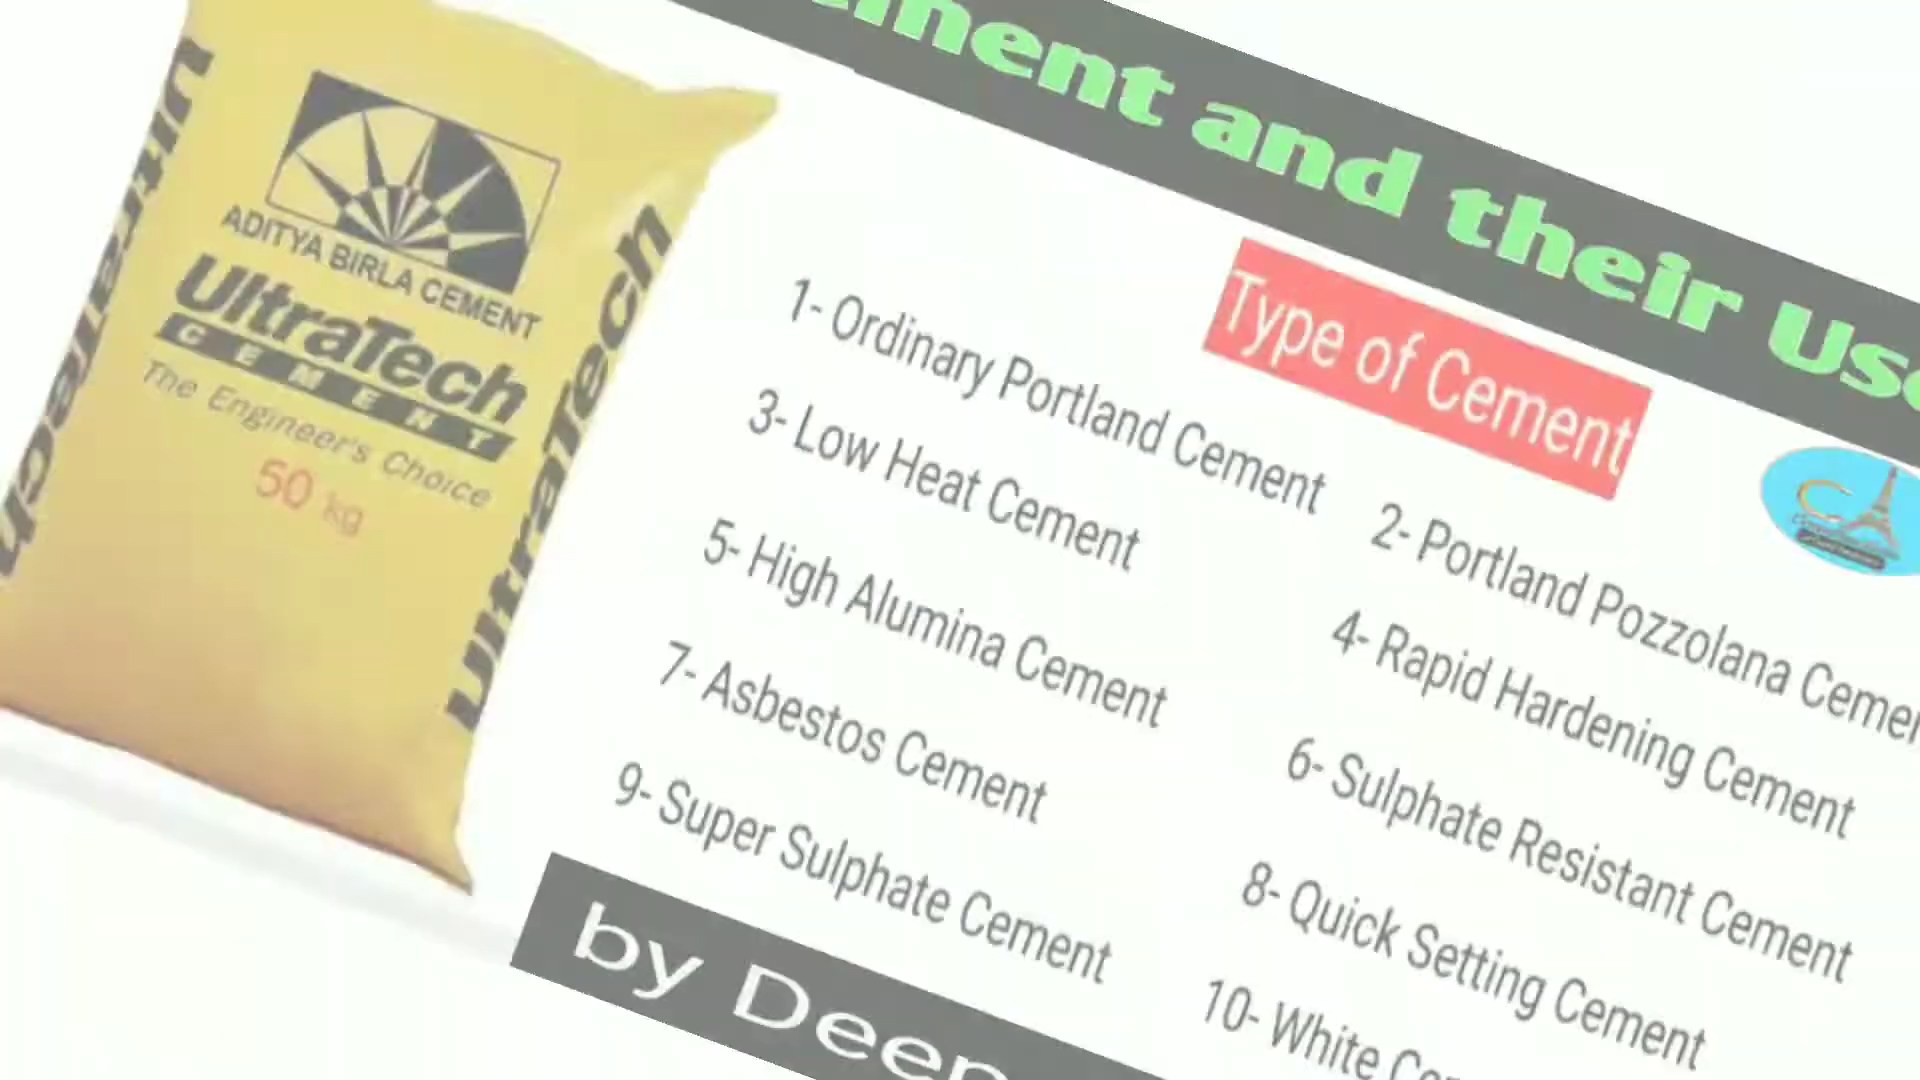 ment and their Use
UltraTech
ADITYA BIRLA CEMENT
UltraTech
CEMENT
The Engineer's Choice
50 kg
UltraTech
Type of Cement
1- Ordinary Portland Cement
2- Portland Pozzolana Cemen
3- Low Heat Cement
4- Rapid Hardening Cement
5- High Alumina Cement
6- Sulphate Resistant Cement
7- Asbestos Cement
8- Quick Setting Cement
9- Super Sulphate Cement
10- White Ce
by Deep